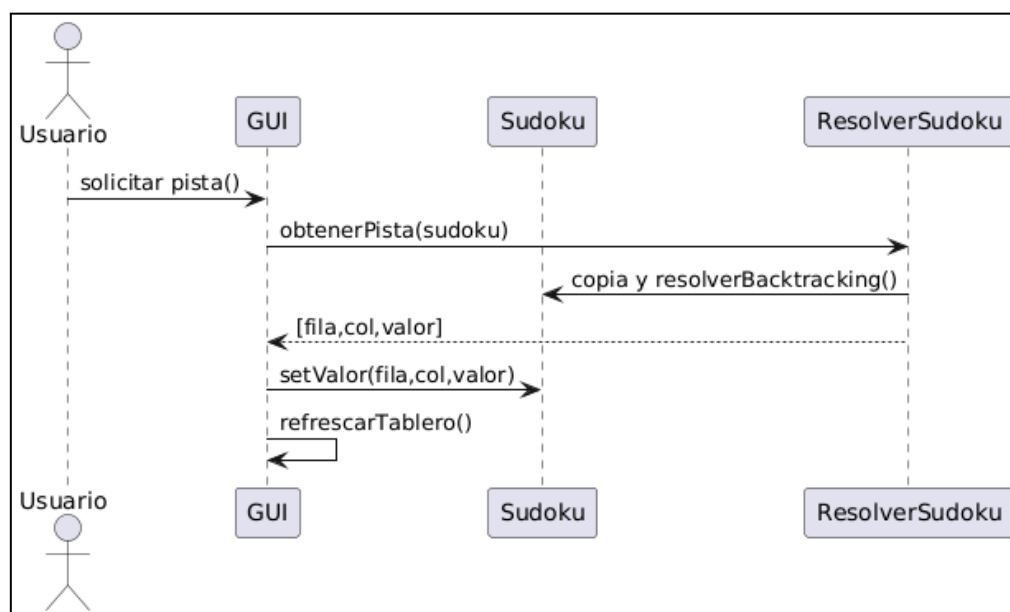 Usuario
GUI
Sudoku
ResolverSudoku
solicitar pista()
obtenerPista(sudoku)
copia y resolverBacktracking()
[fila,col,valor]
setValor(fila,col,valor)
refrescarTablero()
Usuario
GUI
Sudoku
ResolverSudoku